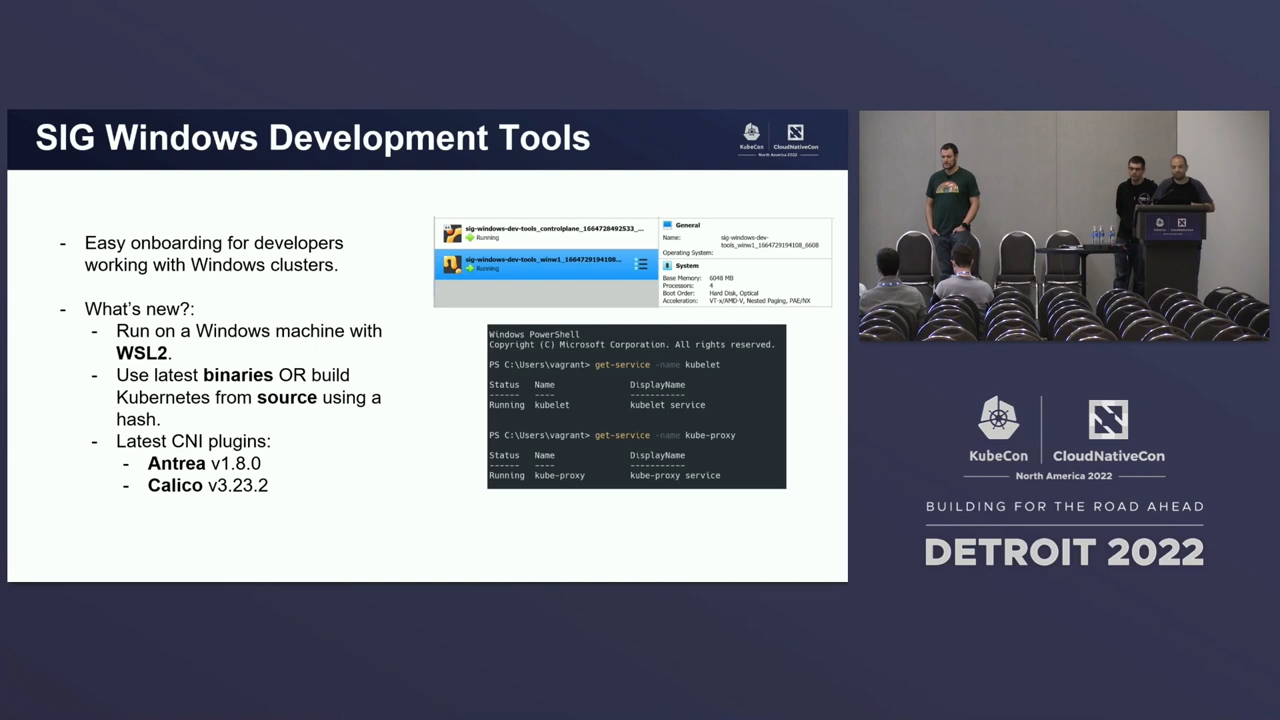 SIG Windows Development Tools
KubeCon
CloudNativeCon
North America 2022
- Easy onboarding for developers
working with Windows clusters.
- What's new?:
- Run on a Windows machine with
WSL2.
- Use latest binaries OR build
Kubernetes from source using a
hash.
- Latest CNI plugins:
- Antrea v1.8.0
- Calico v3.23.2
sig-windows-dev-tools_controlplane_1664728492533_...
Running
sig-windows-dev-tools_winw1_1664729194108...
Running
General
Name: sig-windows-dev-
tools_winw1_1664729194108_6608
Operating System:
System
Base Memory: 6048 MB
Processors: 4
Boot Order: Hard Disk, Optical
Acceleration: VT-x/AMD-V, Nested Paging, PAE/NX
Windows PowerShell
Copyright (C) Microsoft Corporation. All rights reserved.
PS C:\Users\vagrant> get-service -name kubelet
Status Name DisplayName
------ ---- -----------
Running kubelet kubelet service
PS C:\Users\vagrant> get-service -name kube-proxy
Status Name DisplayName
------ ---- -----------
Running kube-proxy kube-proxy service
KubeCon
CloudNativeCon
North America 2022
BUILDING FOR THE ROAD AHEAD
DETROIT 2022